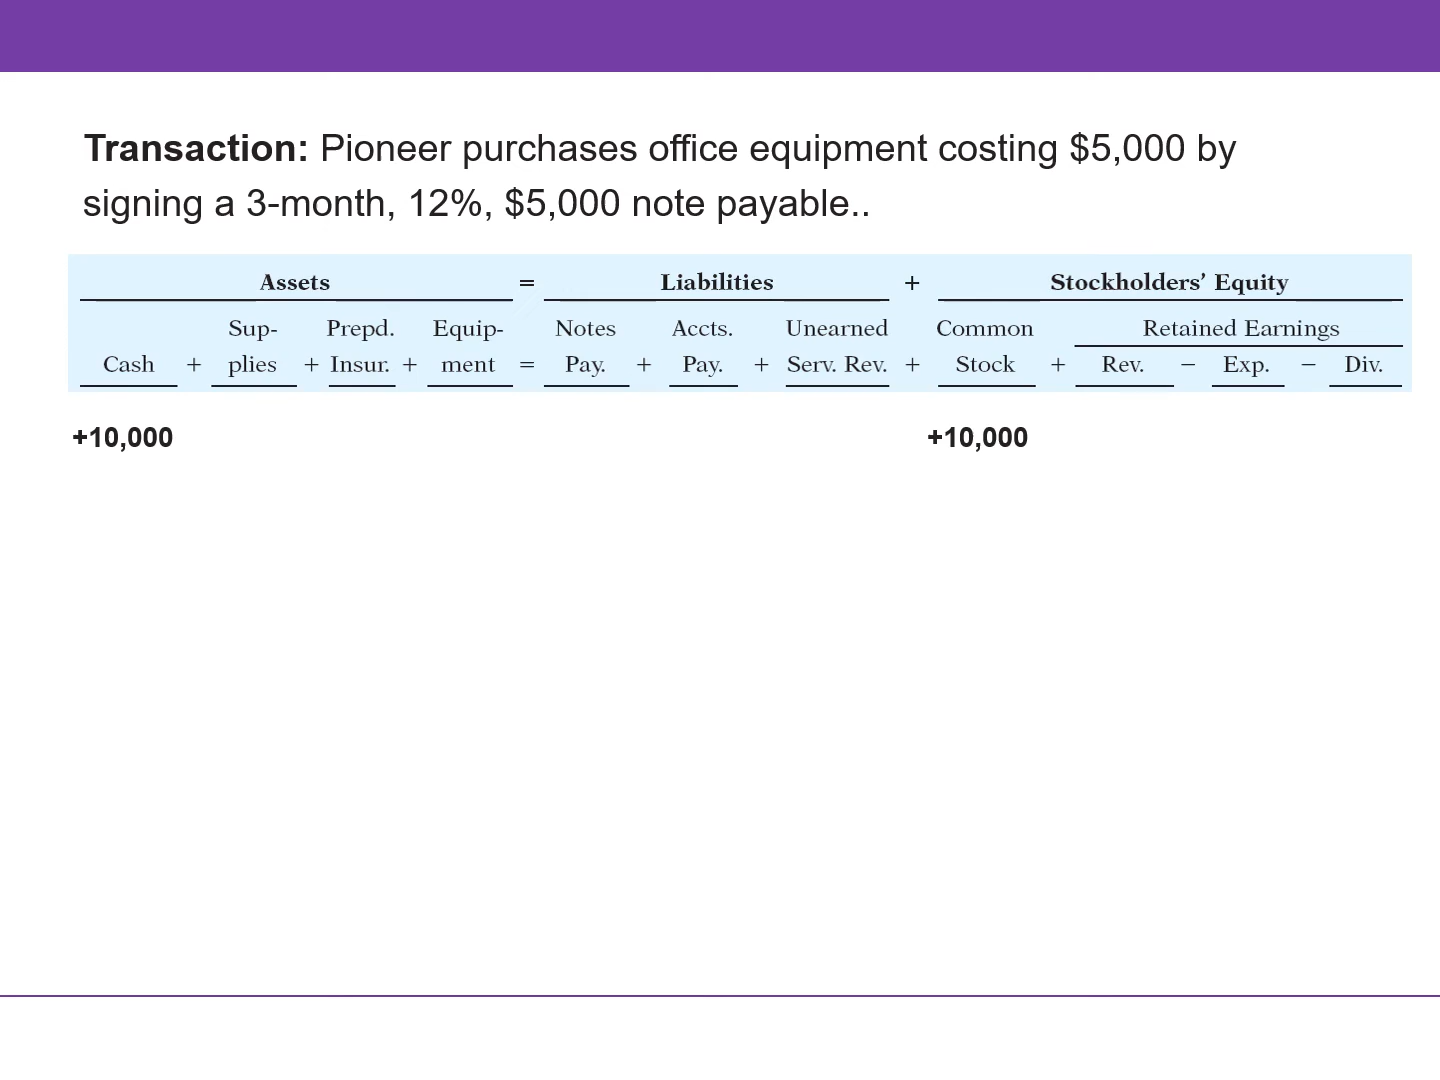 Transaction: Pioneer purchases office equipment costing $5,000 by
signing a 3-month, 12%, $5,000 note payable..
Assets = Liabilities + Stockholders' Equity
Sup- Prepd. Equip- Notes Accts. Unearned Common Retained Earnings
Cash + plies + Insur. + ment = Pay. + Pay. + Serv. Rev. + Stock + Rev. – Exp. – Div.
+10,000 +10,000